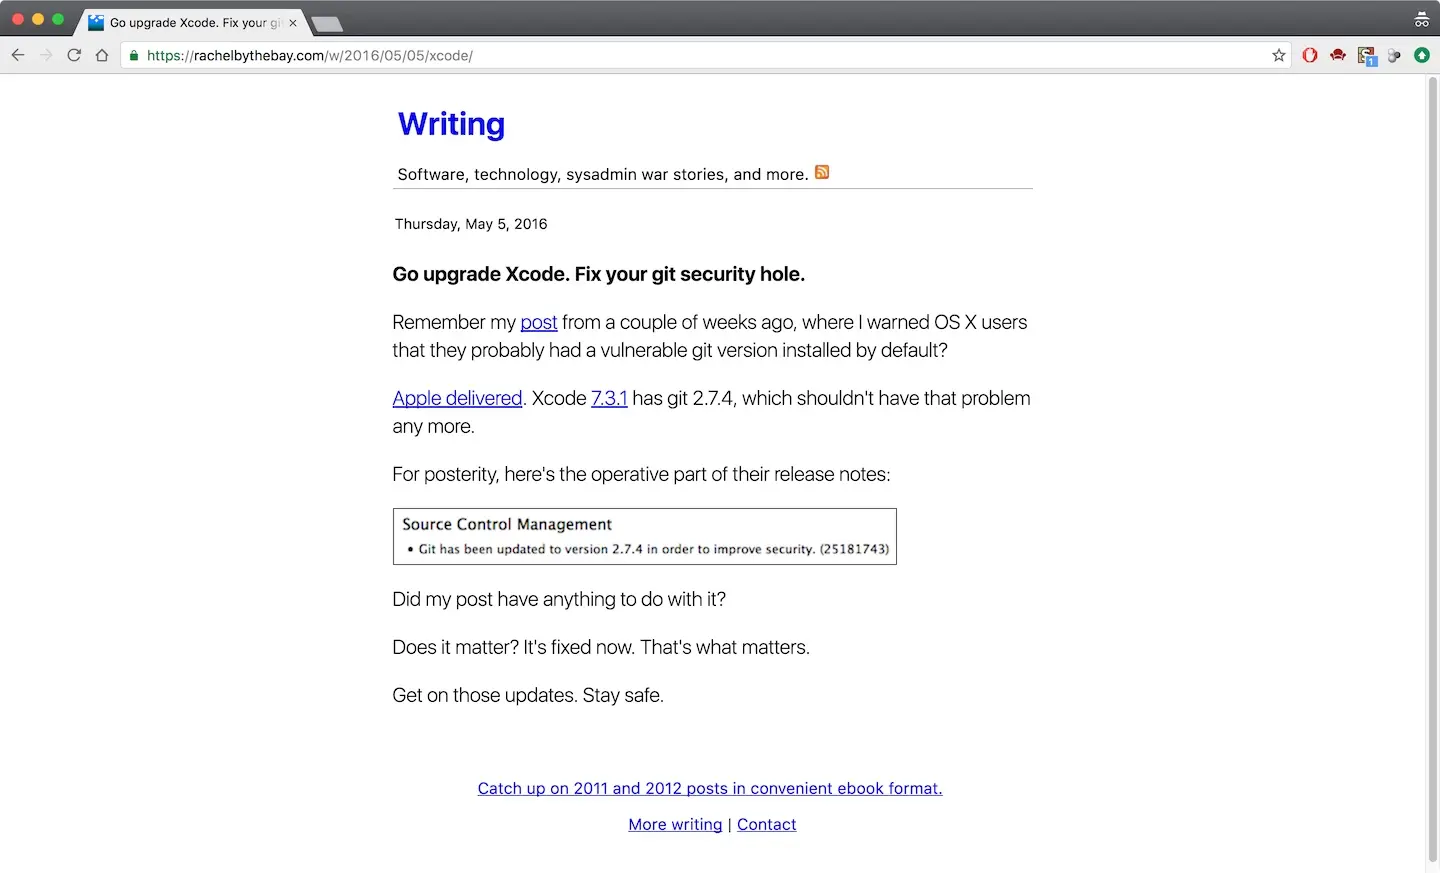 Go upgrade Xcode. Fix your gi
https://rachelbythebay.com/w/2016/05/05/xcode/
1
Writing
Software, technology, sysadmin war stories, and more.
Thursday, May 5, 2016
Go upgrade Xcode. Fix your git security hole.
Remember my post from a couple of weeks ago, where I warned OS X users
that they probably had a vulnerable git version installed by default?
Apple delivered. Xcode 7.3.1 has git 2.7.4, which shouldn't have that problem
any more.
For posterity, here's the operative part of their release notes:
Source Control Management
• Git has been updated to version 2.7.4 in order to improve security. (25181743)
Did my post have anything to do with it?
Does it matter? It's fixed now. That's what matters.
Get on those updates. Stay safe.
Catch up on 2011 and 2012 posts in convenient ebook format.
More writing | Contact